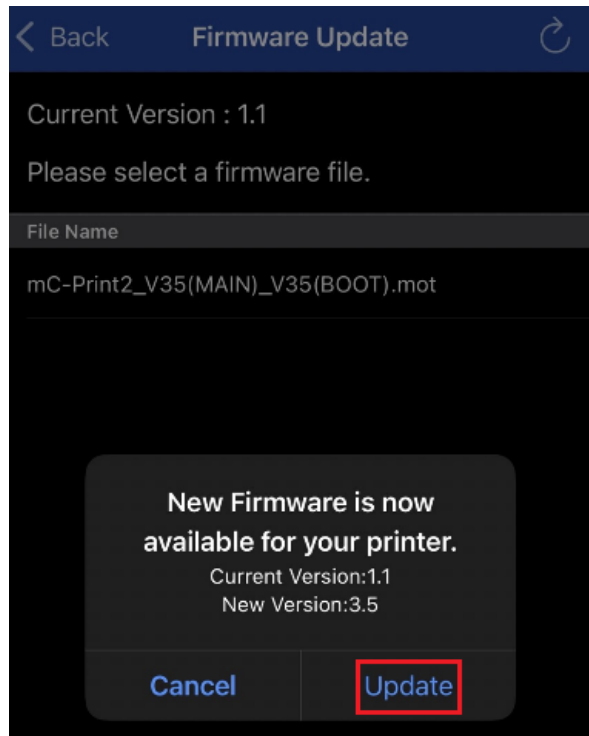 Back Firmware Update
Current Version : 1.1
Please select a firmware file.
File Name
mC-Print2_V35(MAIN)_V35(BOOT).mot
New Firmware is now
available for your printer.
Current Version:1.1
New Version:3.5
Cancel Update